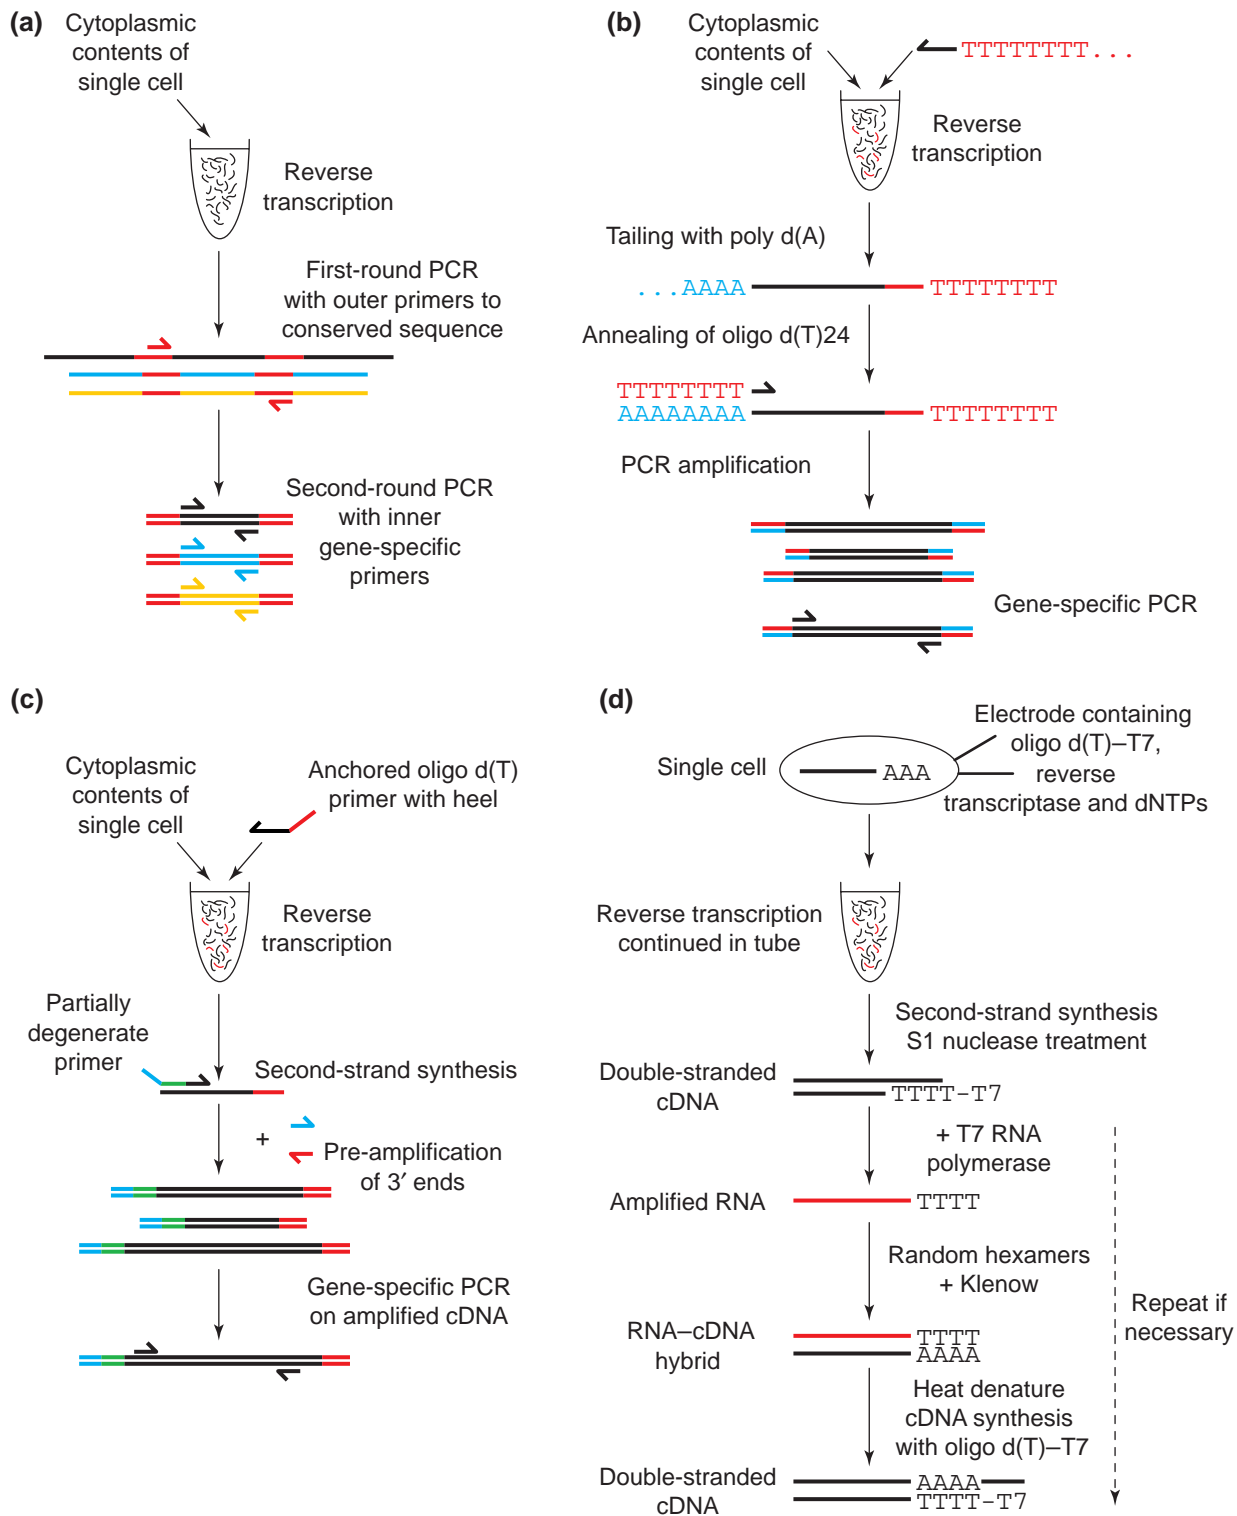 (a)
Cytoplasmic
contents of
single cell
Reverse
transcription
First-round PCR
with outer primers to
conserved sequence
Second-round PCR
with inner
gene-specific
primers
(b)
Cytoplasmic
contents of
single cell
TTTTTTTT...
Reverse
transcription
Tailing with poly d(A)
...AAAA
TTTTTTTT
Annealing of oligo d(T)24
TTTTTTTT
AAAAAAAA
TTTTTTTT
PCR amplification
Gene-specific PCR
(c)
Cytoplasmic
contents of
single cell
Anchored oligo d(T)
primer with heel
Reverse
transcription
Partially
degenerate
primer
Second-strand synthesis
+
Pre-amplification
of 3′ ends
Gene-specific PCR
on amplified cDNA
(d)
Electrode containing
oligo d(T)–T7,
reverse
transcriptase and dNTPs
Single cell
AAA
Reverse transcription
continued in tube
Second-strand synthesis
S1 nuclease treatment
Double-stranded
cDNA
TTTT-T7
+ T7 RNA
polymerase
Amplified RNA
TTTT
Random hexamers
+ Klenow
Repeat if
necessary
RNA–cDNA
hybrid
TTTT
AAAA
Heat denature
cDNA synthesis
with oligo d(T)–T7
Double-stranded
cDNA
AAAA
TTTT-T7